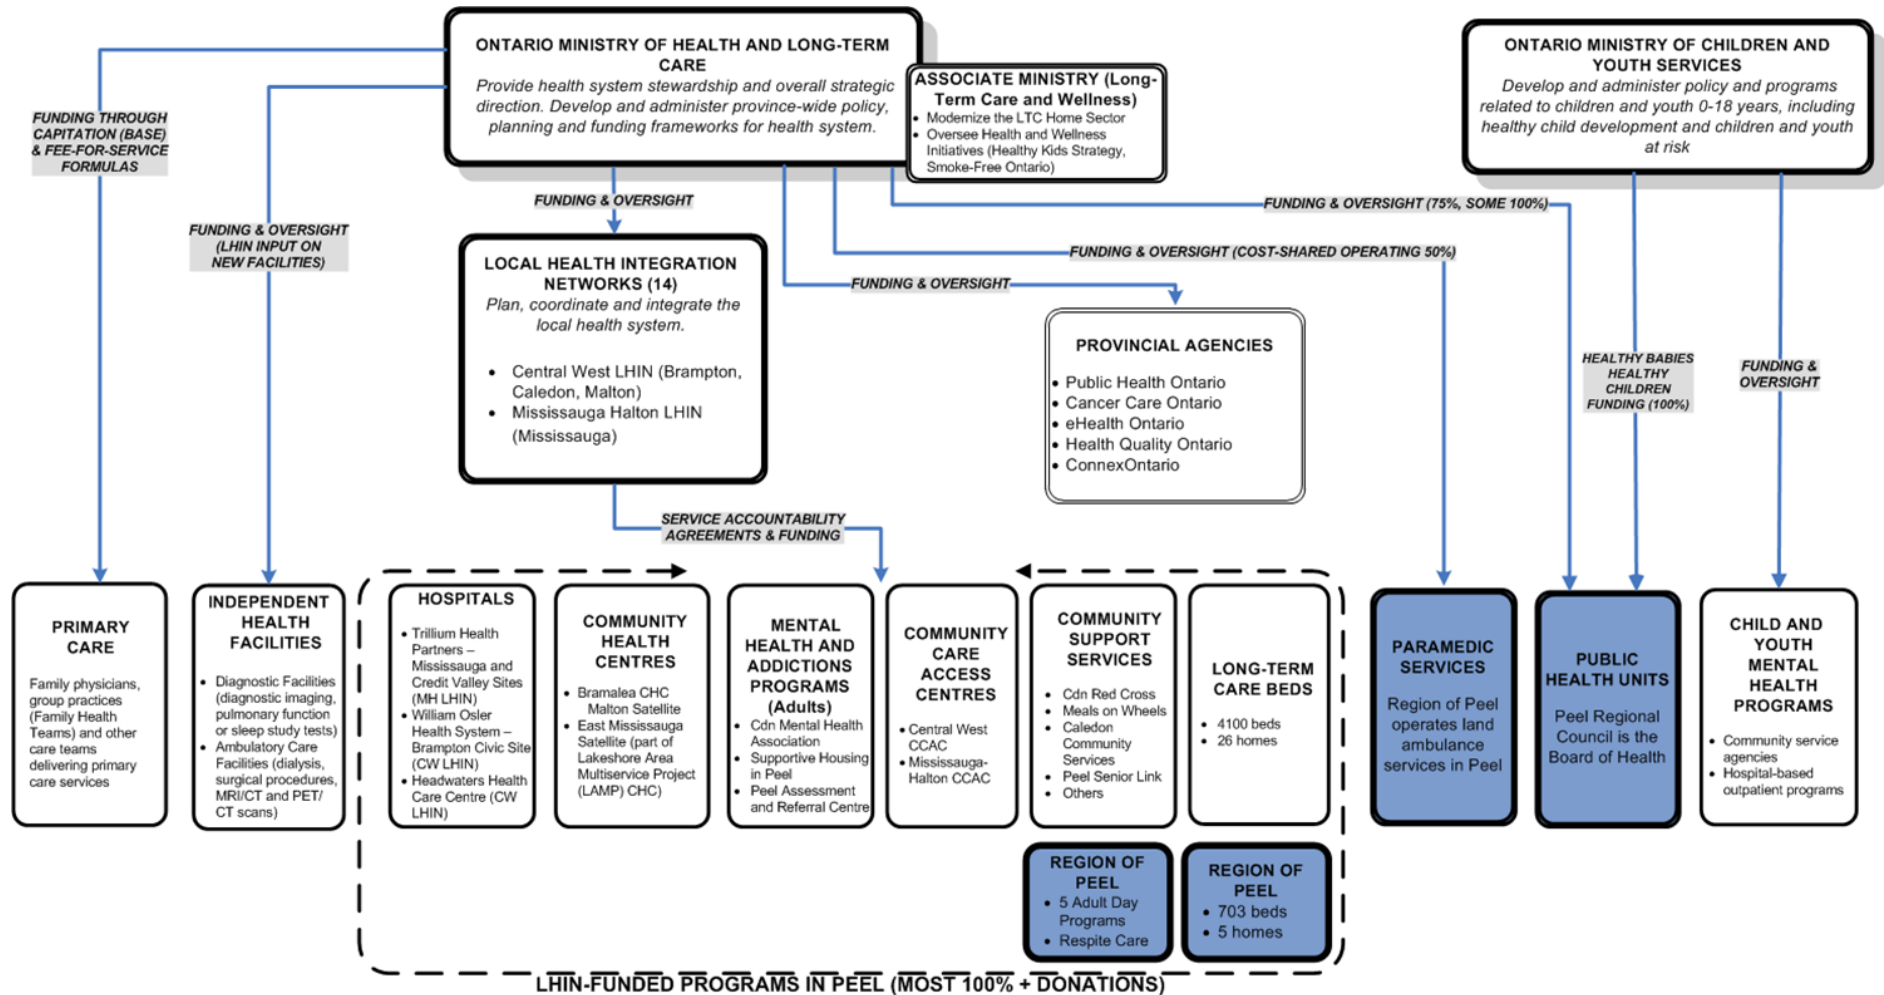 ONTARIO MINISTRY OF HEALTH AND LONG-TERM
CARE
Provide health system stewardship and overall strategic
direction. Develop and administer province-wide policy,
planning and funding frameworks for health system.
ASSOCIATE MINISTRY (Long-
Term Care and Wellness)
• Modernize the LTC Home Sector
• Oversee Health and Wellness
Initiatives (Healthy Kids Strategy,
Smoke-Free Ontario)
ONTARIO MINISTRY OF CHILDREN AND
YOUTH SERVICES
Develop and administer policy and programs
related to children and youth 0-18 years, including
healthy child development and children and youth
at risk
FUNDING THROUGH
CAPITATION (BASE)
& FEE-FOR-SERVICE
FORMULAS
FUNDING & OVERSIGHT
(LHIN INPUT ON
NEW FACILITIES)
FUNDING & OVERSIGHT
FUNDING & OVERSIGHT (75%, SOME 100%)
FUNDING & OVERSIGHT (COST-SHARED OPERATING 50%)
FUNDING & OVERSIGHT
LOCAL HEALTH INTEGRATION
NETWORKS (14)
Plan, coordinate and integrate the
local health system.
• Central West LHIN (Brampton,
Caledon, Malton)
• Mississauga Halton LHIN
(Mississauga)
PROVINCIAL AGENCIES
• Public Health Ontario
• Cancer Care Ontario
• eHealth Ontario
• Health Quality Ontario
• ConnexOntario
HEALTHY BABIES
HEALTHY
CHILDREN
FUNDING (100%)
FUNDING &
OVERSIGHT
SERVICE ACCOUNTABILITY
AGREEMENTS & FUNDING
PRIMARY
CARE
Family physicians,
group practices
(Family Health
Teams) and other
care teams
delivering primary
care services
INDEPENDENT
HEALTH
FACILITIES
• Diagnostic Facilities
(diagnostic imaging,
pulmonary function
or sleep study tests)
• Ambulatory Care
Facilities (dialysis,
surgical procedures,
MRI/CT and PET/
CT scans)
HOSPITALS
• Trillium Health
Partners –
Mississauga and
Credit Valley Sites
(MH LHIN)
• William Osler
Health System –
Brampton Civic Site
(CW LHIN)
• Headwaters Health
Care Centre (CW
LHIN)
COMMUNITY
HEALTH
CENTRES
• Bramalea CHC
Malton Satellite
• East Mississauga
Satellite (part of
Lakeshore Area
Multiservice Project
(LAMP) CHC)
MENTAL
HEALTH AND
ADDICTIONS
PROGRAMS
(Adults)
• Cdn Mental Health
Association
• Supportive Housing
in Peel
• Peel Assessment
and Referral Centre
COMMUNITY
CARE
ACCESS
CENTRES
• Central West
CCAC
• Mississauga-
Halton CCAC
COMMUNITY
SUPPORT
SERVICES
• Cdn Red Cross
• Meals on Wheels
• Caledon
Community
Services
• Peel Senior Link
• Others
LONG-TERM
CARE BEDS
• 4100 beds
• 26 homes
PARAMEDIC
SERVICES
Region of Peel
operates land
ambulance
services in Peel
PUBLIC
HEALTH UNITS
Peel Regional
Council is the
Board of Health
CHILD AND
YOUTH
MENTAL
HEALTH
PROGRAMS
• Community service
agencies
• Hospital-based
outpatient programs
REGION OF
PEEL
• 5 Adult Day
Programs
• Respite Care
REGION OF
PEEL
• 703 beds
• 5 homes
LHIN-FUNDED PROGRAMS IN PEEL (MOST 100% + DONATIONS)